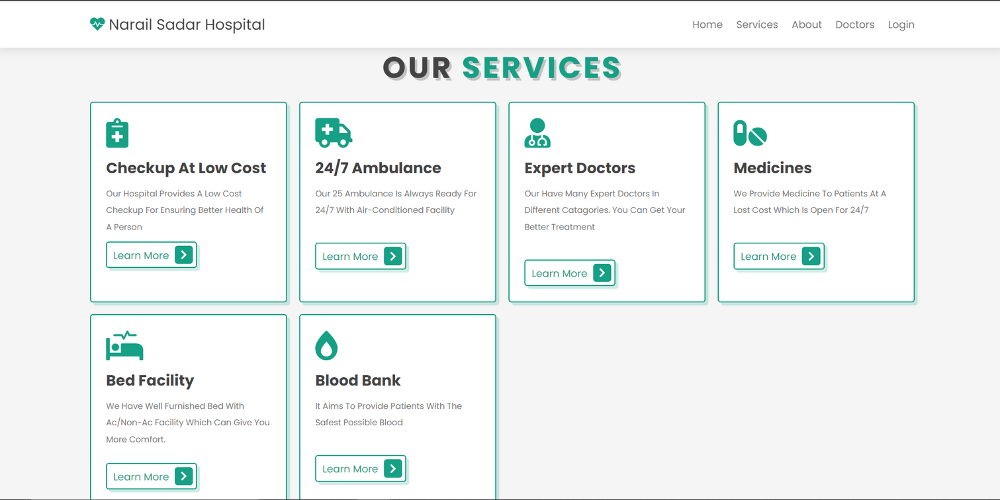 Narail Sadar Hospital
Home Services About Doctors Login
OUR SERVICES
Checkup At Low Cost
Our Hospital Provides A Low Cost
Checkup For Ensuring Better Health Of
A Person
Learn More
24/7 Ambulance
Our 25 Ambulance Is Always Ready For
24/7 With Air-Conditioned Facility
Learn More
Expert Doctors
Our Have Many Expert Doctors In
Different Catagories. You Can Get Your
Better Treatment
Learn More
Medicines
We Provide Medicine To Patients At A
Lost Cost Which Is Open For 24/7
Learn More
Bed Facility
We Have Well Furnished Bed With
Ac/Non-Ac Facility Which Can Give You
More Comfort.
Learn More
Blood Bank
It Aims To Provide Patients With The
Safest Possible Blood
Learn More